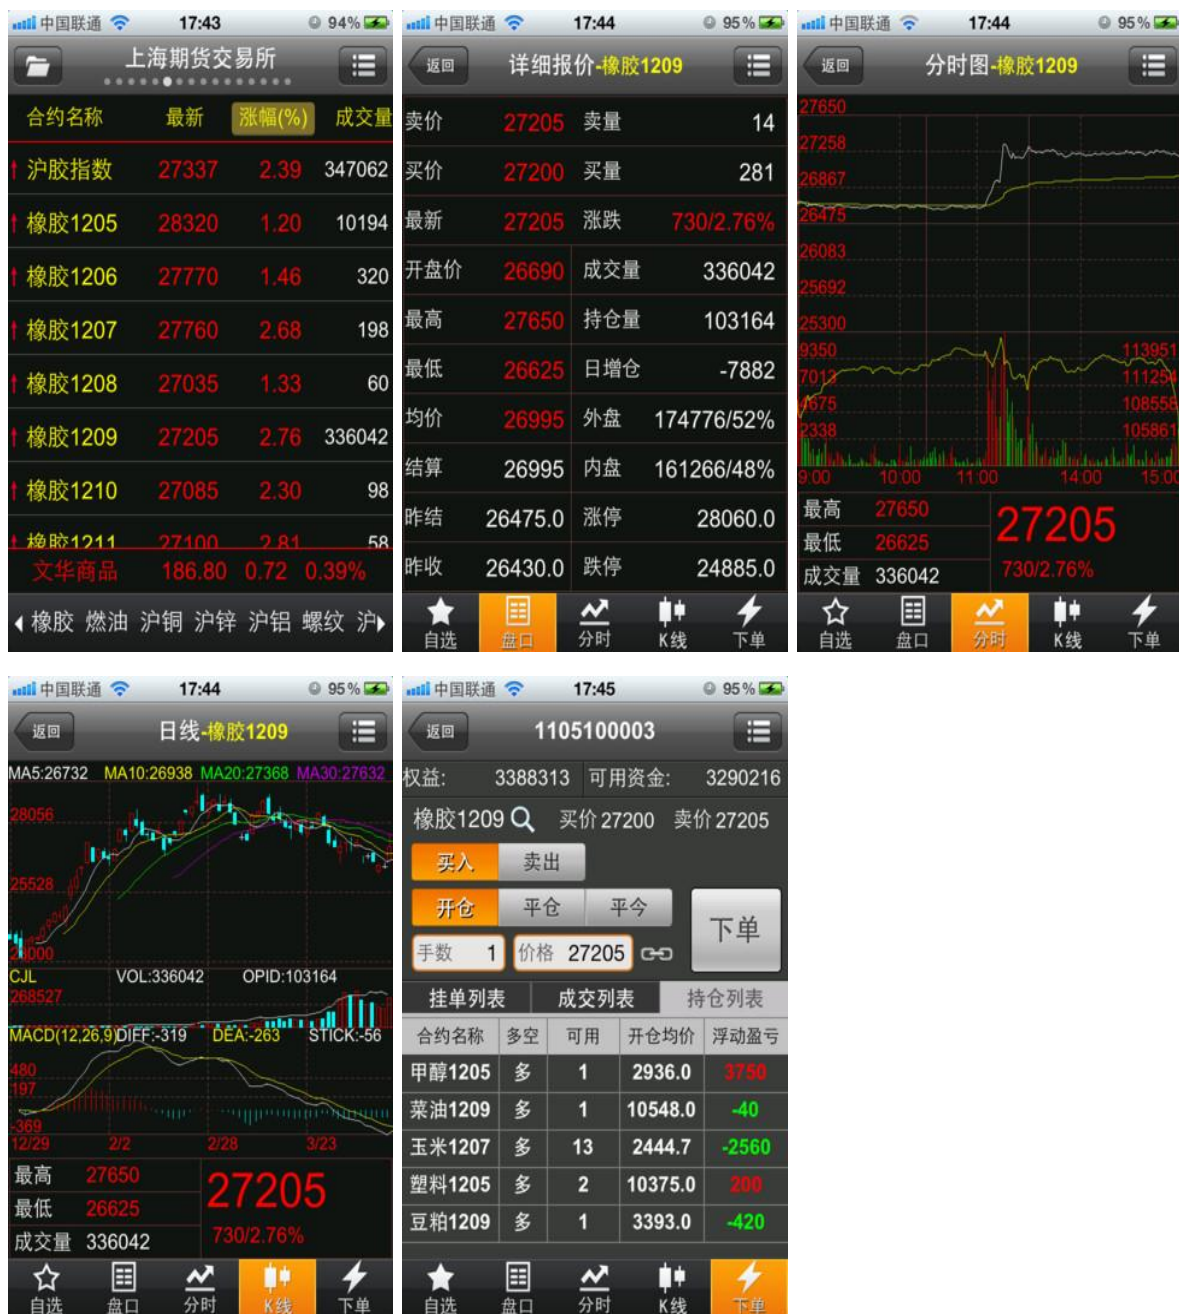 中国联通 17:43 94%
上海期货交易所
合约名称 最新 涨幅(%) 成交量
沪胶指数 27337 2.39 347062
橡胶1205 28320 1.20 10194
橡胶1206 27770 1.46 320
橡胶1207 27760 2.68 198
橡胶1208 27035 1.33 60
橡胶1209 27205 2.76 336042
橡胶1210 27085 2.30 98
橡胶1211 27100 2.81 58
文华商品 186.80 0.72 0.39%
橡胶 燃油 沪铜 沪锌 沪铝 螺纹 沪
中国联通 17:44 95%
返回 详细报价-橡胶1209
卖价 27205 卖量 14
买价 27200 买量 281
最新 27205 涨跌 730/2.76%
开盘价 26690 成交量 336042
最高 27650 持仓量 103164
最低 26625 日增仓 -7882
均价 26995 外盘 174776/52%
结算 26995 内盘 161266/48%
昨结 26475.0 涨停 28060.0
昨收 26430.0 跌停 24885.0
自选 盘口 分时 K线 下单
中国联通 17:44 95%
返回 分时图-橡胶1209
27650
27258
26867
26475
26083
25692
25300
9350 113951
7013 111254
4675 108558
2338 105861
9:00 10:00 11:00 14:00 15:00
最高 27650
最低 26625
成交量 336042
27205
730/2.76%
自选 盘口 分时 K线 下单
中国联通 17:44 95%
返回 日线-橡胶1209
MA5:26732 MA10:26938 MA20:27368 MA30:27632
28056
25528
23000
CJL VOL:336042 OPID:103164
268527
MACD(12,26,9)DIFF:-319 DEA:-263 STICK:-56
480
197
-369
12/29 2/2 2/28 3/23
最高 27650
最低 26625
成交量 336042
27205
730/2.76%
自选 盘口 分时 K线 下单
中国联通 17:45 95%
返回 1105100003
权益: 3388313 可用资金: 3290216
橡胶1209 买价 27200 卖价 27205
买入 卖出
开仓 平仓 平今 下单
手数 1 价格 27205
挂单列表 成交列表 持仓列表
合约名称 多空 可用 开仓均价 浮动盈亏
甲醇1205 多 1 2936.0 3750
菜油1209 多 1 10548.0 -40
玉米1207 多 13 2444.7 -2560
塑料1205 多 2 10375.0 200
豆粕1209 多 1 3393.0 -420
自选 盘口 分时 K线 下单